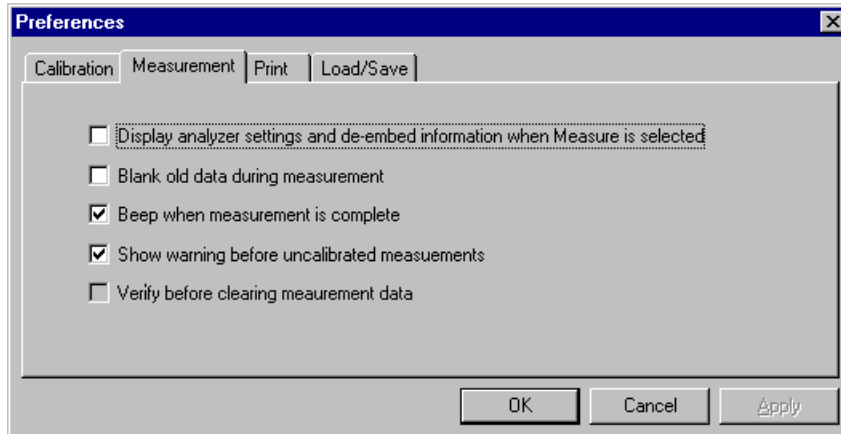 Preferences
Calibration Measurement Print Load/Save
Display analyzer settings and de-embed information when Measure is selected
Blank old data during measurement
Beep when measurement is complete
Show warning before uncalibrated measuements
Verify before clearing meaurement data
OK Cancel Apply